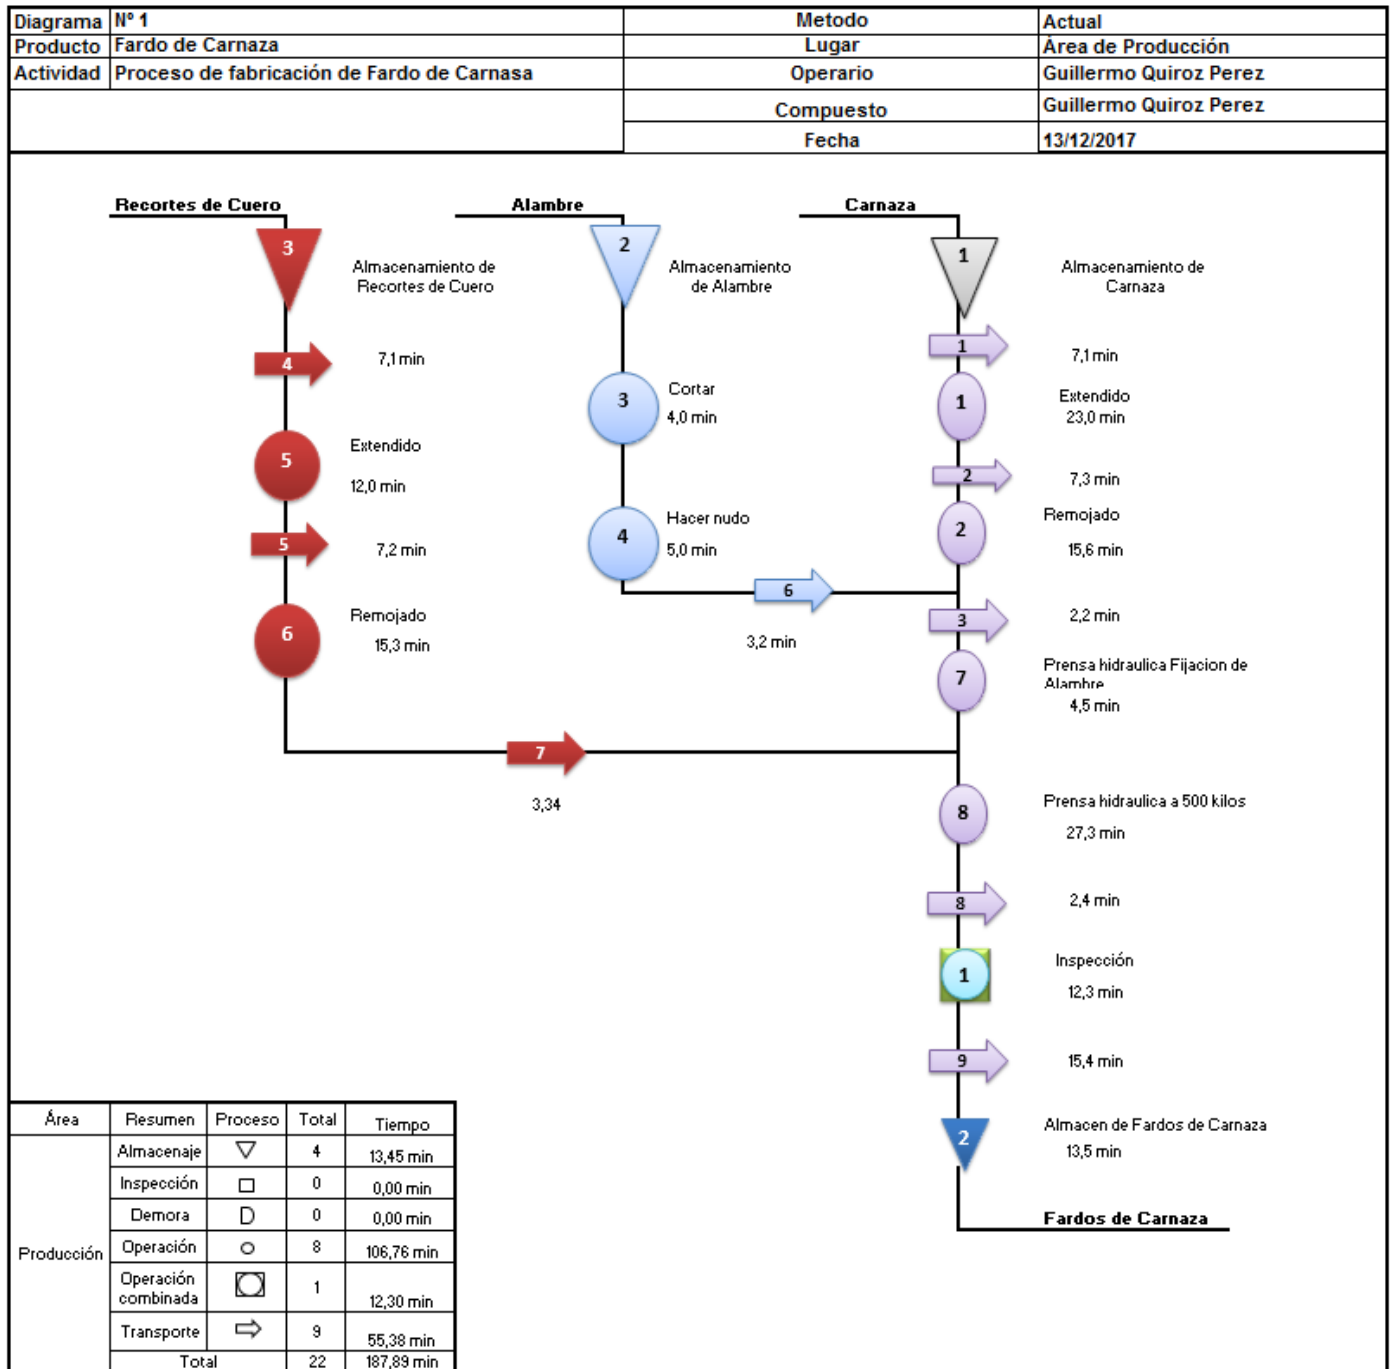 Diagrama Nº 1 Metodo Actual
Producto Fardo de Carnaza Lugar Área de Producción
Actividad Proceso de fabricación de Fardo de Carnasa Operario Guillermo Quiroz Perez
Compuesto Guillermo Quiroz Perez
Fecha 13/12/2017
Recortes de Cuero Alambre Carnaza
3
Almacenamiento de
Recortes de Cuero
2
Almacenamiento
de Alambre
1
Almacenamiento de
Carnaza
4
7,1 min
3
Cortar
4,0 min
1
7,1 min
1
Extendido
23,0 min
5
Extendido
12,0 min
2
7,3 min
5
7,2 min
4
Hacer nudo
5,0 min
2
Remojado
15,6 min
6
Remojado
15,3 min
6
3,2 min
3
2,2 min
7
Prensa hidraulica Fijacion de
Alambre
4,5 min
7
3,34
8
Prensa hidraulica a 500 kilos
27,3 min
8
2,4 min
1
Inspección
12,3 min
9
15,4 min
2
Almacen de Fardos de Carnaza
13,5 min
Fardos de Carnaza
Área Resumen Proceso Total Tiempo
Producción
Almacenaje 4 13,45 min
Inspección 0 0,00 min
Demora 0 0,00 min
Operación 8 106,76 min
Operación
combinada 1 12,30 min
Transporte 9 55,38 min
Total 22 187,89 min